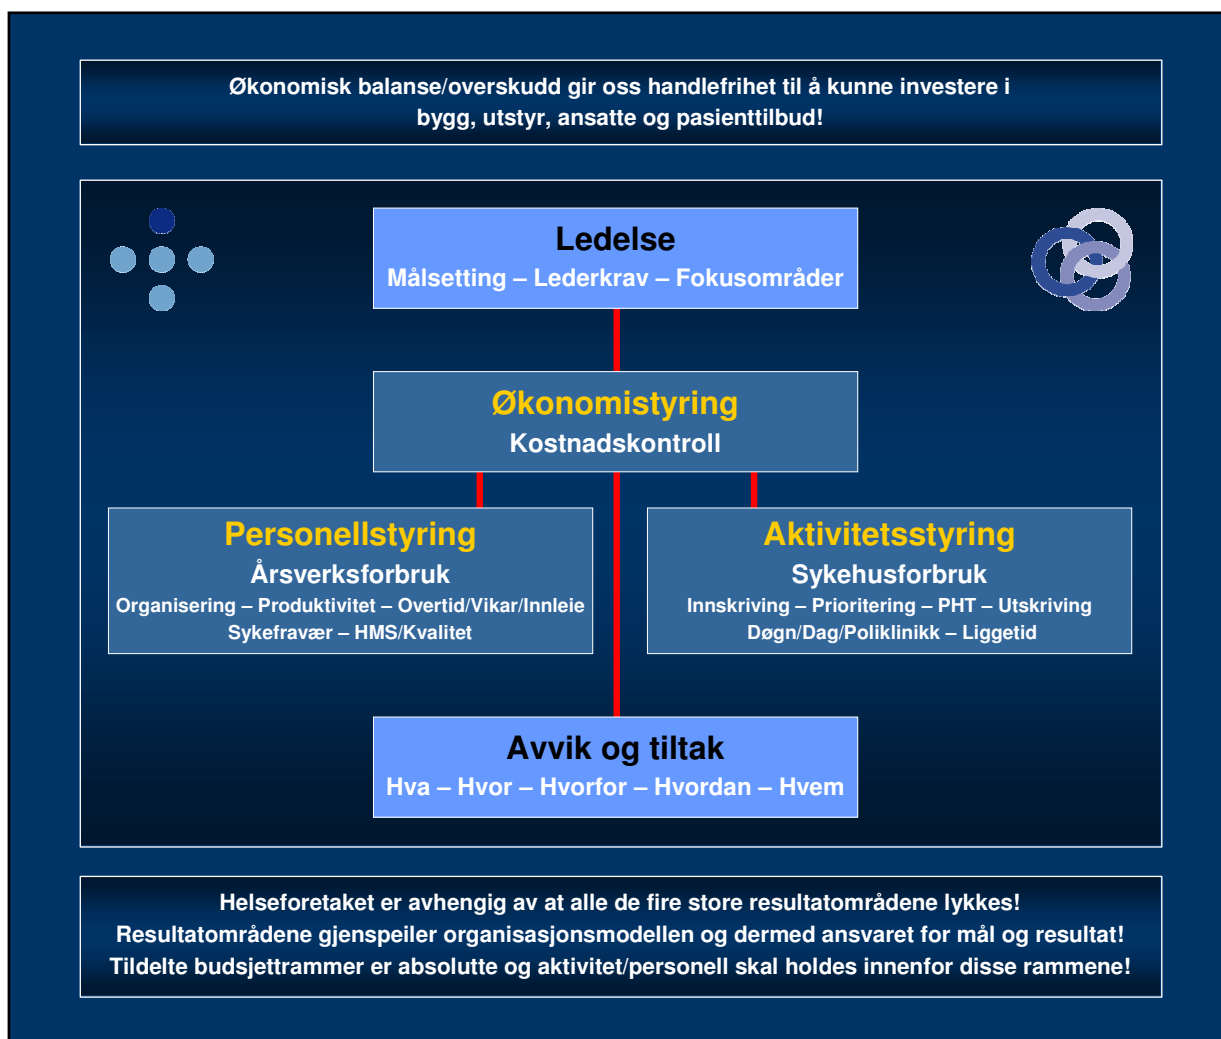 Økonomisk balanse/overskudd gir oss handlefrihet til å kunne investere i
bygg, utstyr, ansatte og pasienttilbud!
Ledelse
Målsetting – Lederkrav – Fokusområder
Økonomistyring
Kostnadskontroll
Personellstyring
Årsverksforbruk
Organisering – Produktivitet – Overtid/Vikar/Innleie
Sykefravær – HMS/Kvalitet
Aktivitetsstyring
Sykehusforbruk
Innskriving – Prioritering – PHT – Utskriving
Døgn/Dag/Poliklinikk – Liggetid
Avvik og tiltak
Hva – Hvor – Hvorfor – Hvordan – Hvem
Helseforetaket er avhengig av at alle de fire store resultatområdene lykkes!
Resultatområdene gjenspeiler organisasjonsmodellen og dermed ansvaret for mål og resultat!
Tildelte budsjettrammer er absolutte og aktivitet/personell skal holdes innenfor disse rammene!